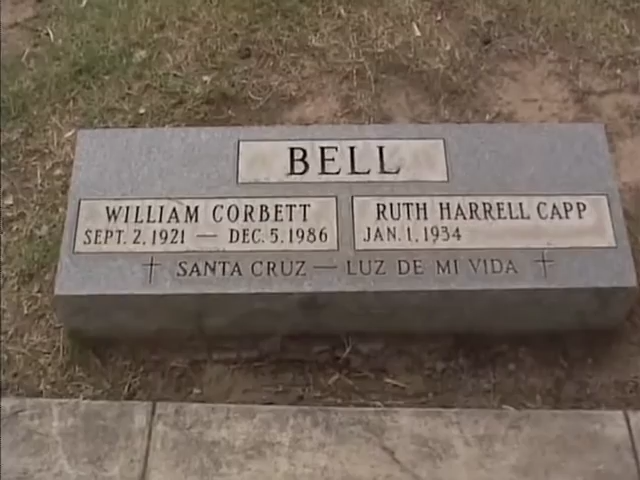 BELL
WILLIAM CORBETT
SEPT. 2, 1921 — DEC. 5, 1986
RUTH HARRELL CAPP
JAN. 1, 1934
SANTA CRUZ — LUZ DE MI VIDA